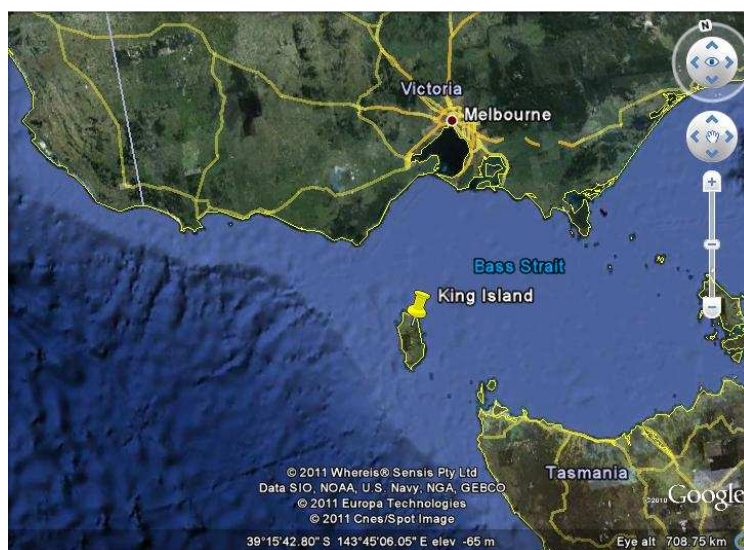 N
Victoria
Melbourne
Bass Strait
King Island
Tasmania
© 2011 Whereis® Sensis Pty Ltd
Data SIO, NOAA, U.S. Navy, NGA, GEBCO
© 2011 Europa Technologies
© 2011 Cnes/Spot Image
©2010 Google
39°15'42.80" S 143°45'06.05" E elev -65 m
Eye alt 708.75 km